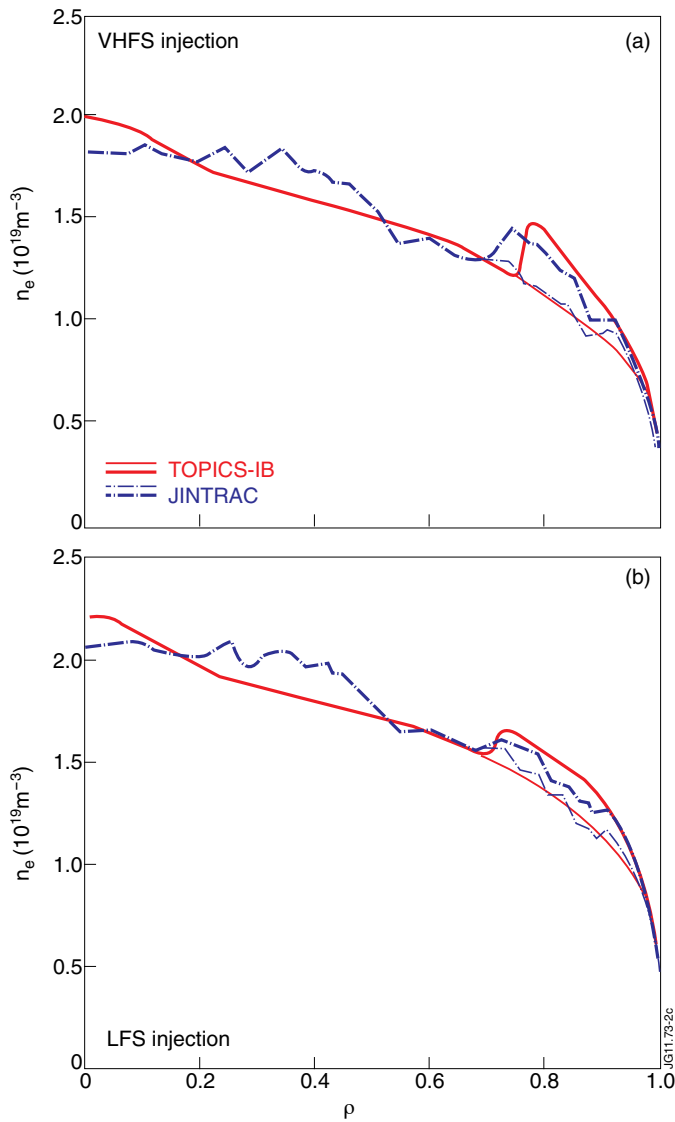 2.5
VHFS injection (a)
2.0
1.5
n_e (10^19 m^−3)
1.0
0.5
TOPICS-IB
JINTRAC
0
2.5
(b)
2.0
1.5
n_e (10^19 m^−3)
1.0
0.5
LFS injection
JG11.73-2c
0
0 0.2 0.4 0.6 0.8 1.0
ρ